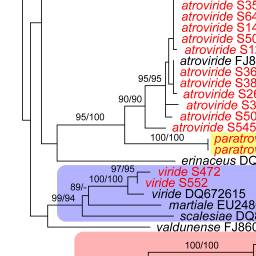 atroviride S35
atroviride S64
atroviride S14
atroviride S50
atroviride S12
atroviride FJ8
95/95 atroviride S36
atroviride S38
90/90 atroviride S26
atroviride S3
95/100 atroviride S50
atroviride S545
100/100 paratrov
paratrov
erinaceus DQ
97/95 viride S472
100/100 viride S552
89/- viride DQ672615
99/94 martiale EU248
scalesiae DQ8
valdunense FJ860
100/100